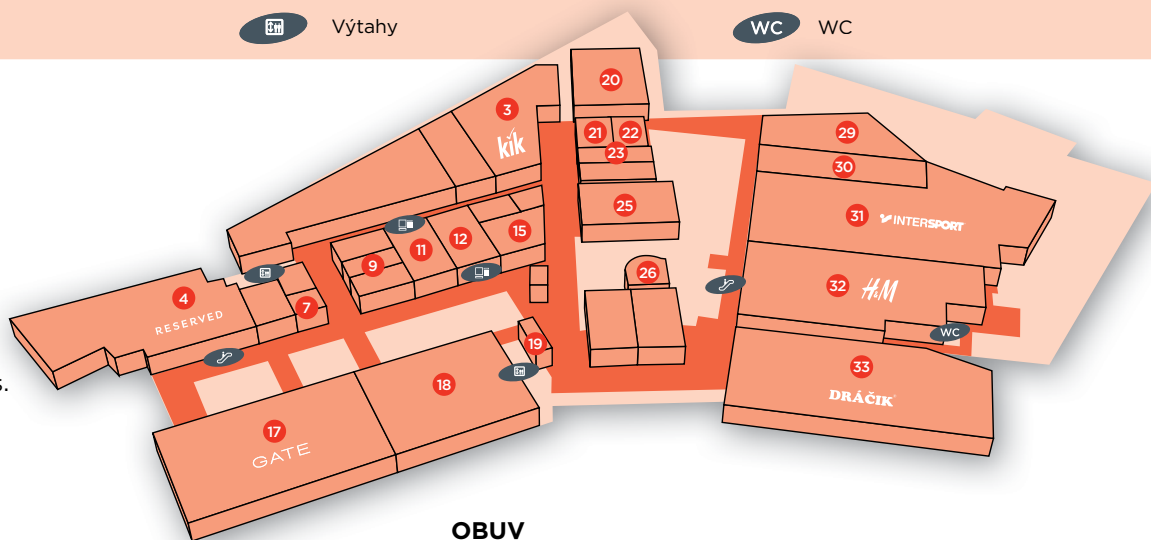 Výtahy
WC WC
20
3
kik
21 22
23
29
30
25
31 INTERSPORT
15
12
11
9
26
32 H&M
4
RESERVED
7
WC
19
33
DRÁČIK
18
s.
17
GATE
OBUV